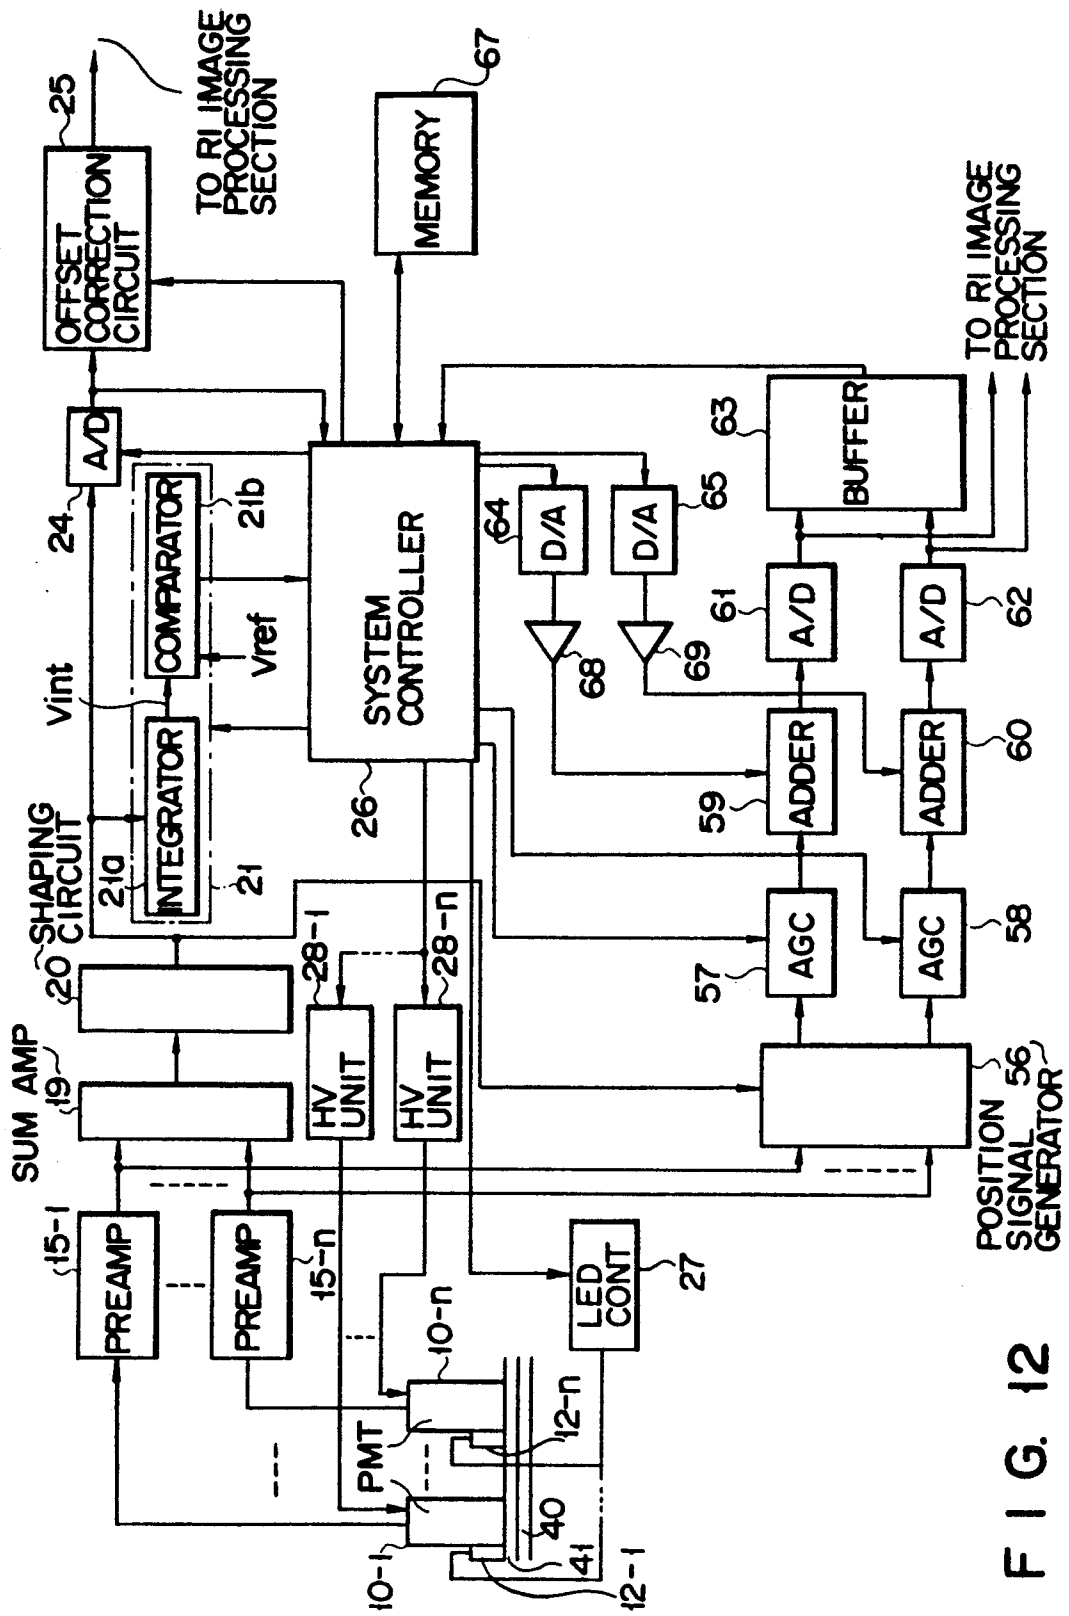 SUM AMP
19
20
SHAPING
CIRCUIT
15-1
PREAMP
PREAMP
15-n
21a
INTEGRATOR
21
Vint
COMPARATOR
21b
Vref
24
A/D
OFFSET
CORRECTION
CIRCUIT
25
TO RI IMAGE
PROCESSING
SECTION
28-1
HV
UNIT
28-n
HV
UNIT
26
SYSTEM
CONTROLLER
MEMORY
67
10-1
PMT
10-n
12-1
41
40
12-n
LED
CONT
27
68
64
D/A
69
D/A
65
57
AGC
59
ADDER
61
A/D
63
BUFFER
AGC
58
ADDER
60
A/D
62
POSITION
SIGNAL
GENERATOR
56
TO RI IMAGE
PROCESSING
SECTION
FIG. 12